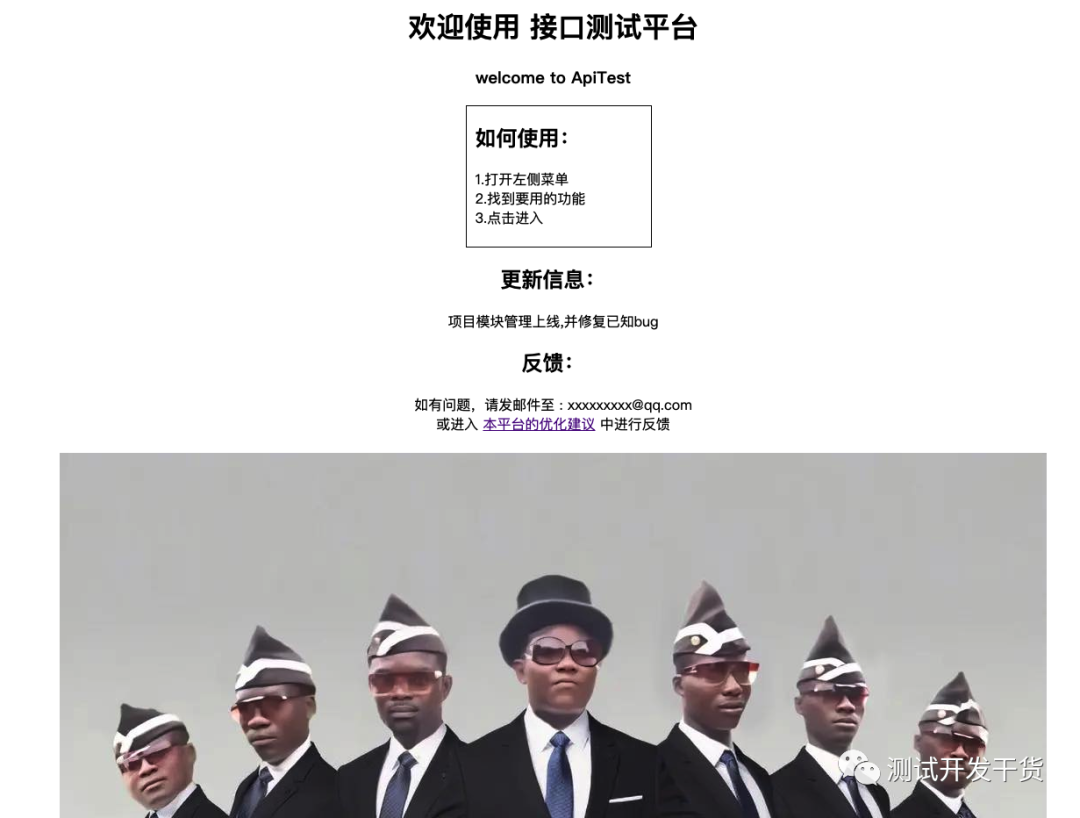 欢迎使用 接口测试平台
welcome to ApiTest
如何使用：
1.打开左侧菜单
2.找到要用的功能
3.点击进入
更新信息：
项目模块管理上线,并修复已知bug
反馈：
如有问题，请发邮件至 : xxxxxxxxx@qq.com
或进入 本平台的优化建议 中进行反馈
测试开发干货